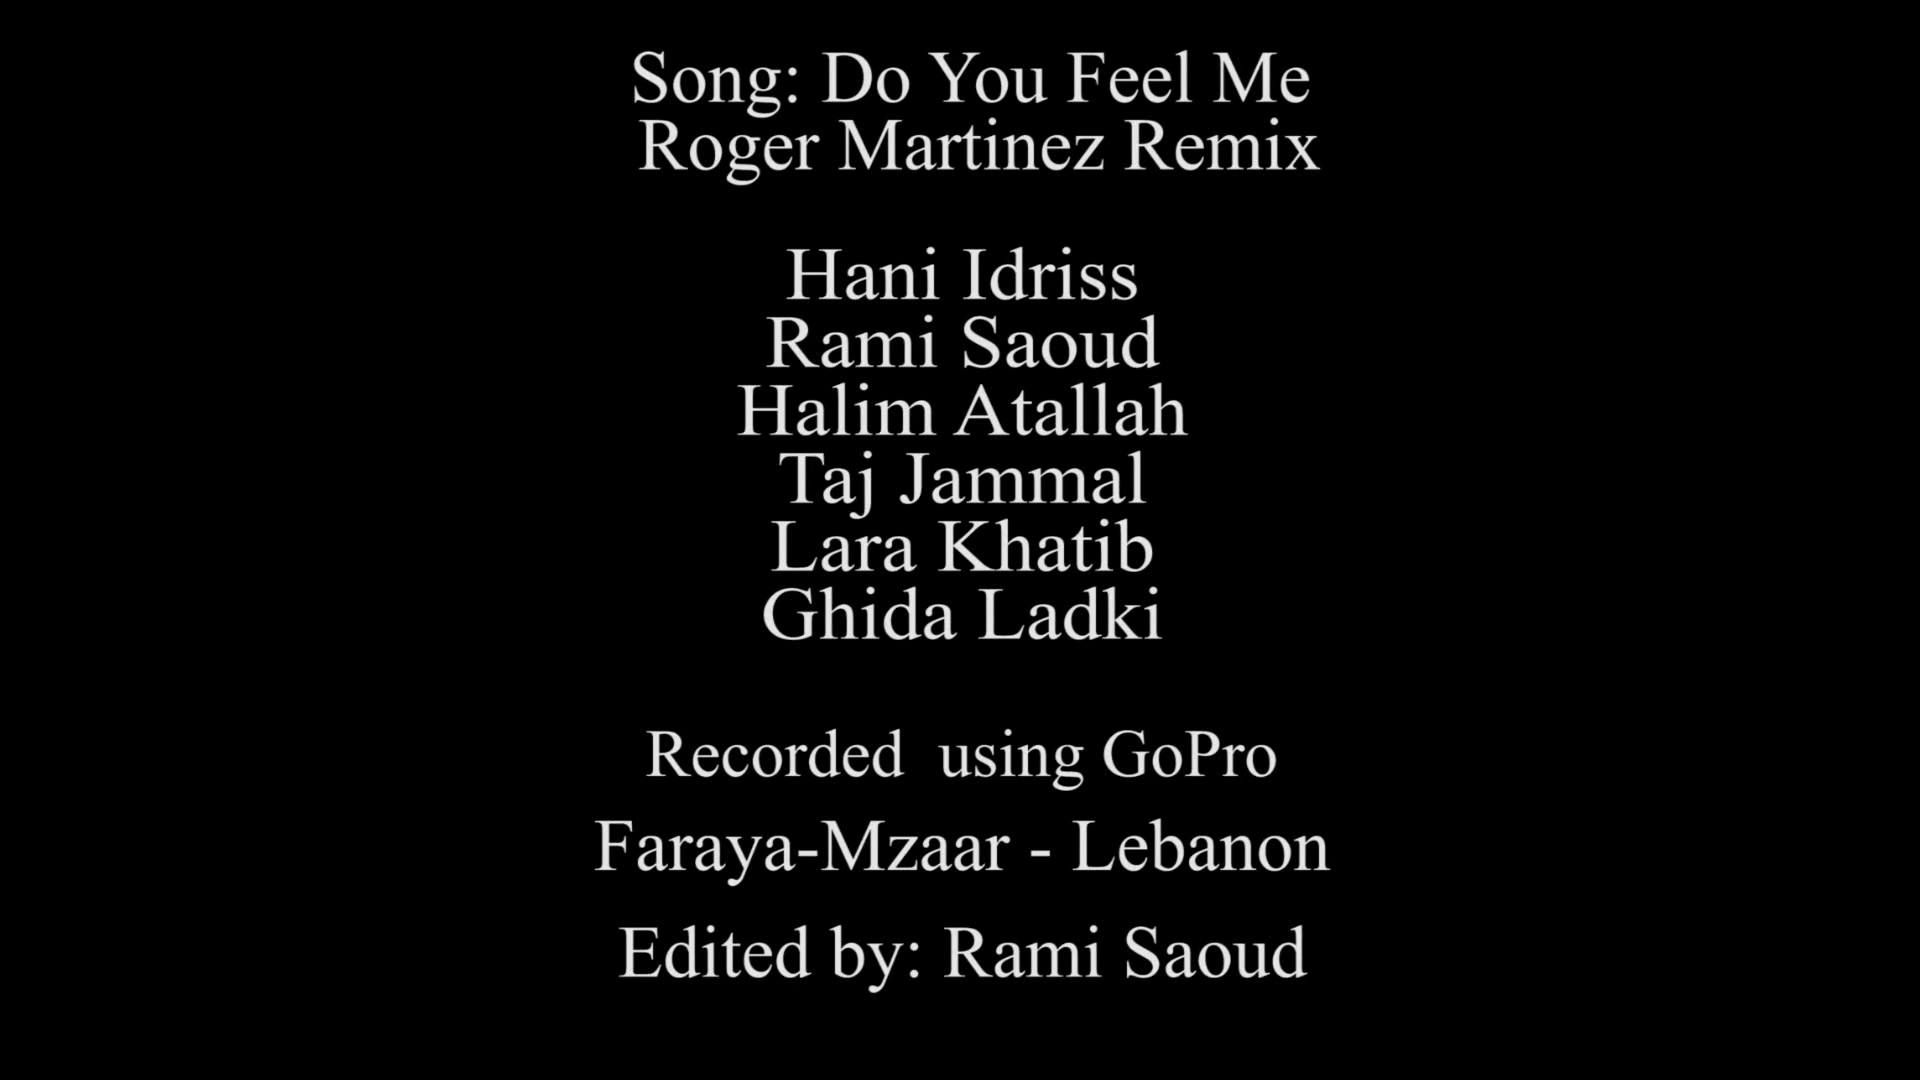 Song: Do You Feel Me
Roger Martinez Remix
Hani Idriss
Rami Saoud
Halim Atallah
Taj Jammal
Lara Khatib
Ghida Ladki
Recorded  using GoPro
Faraya-Mzaar - Lebanon
Edited by: Rami Saoud